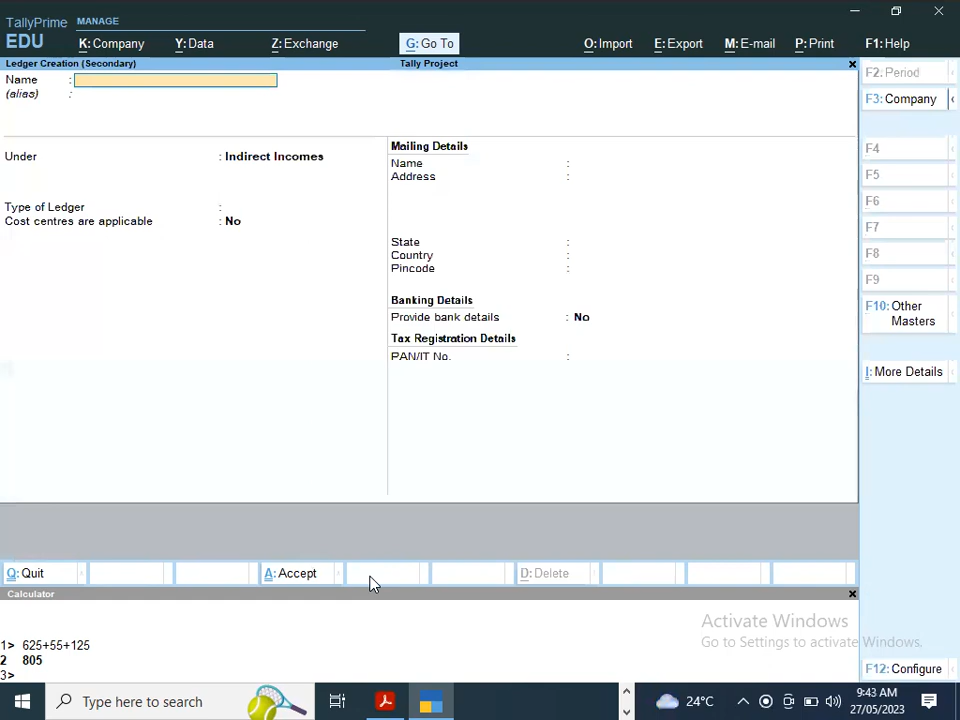 TallyPrime MANAGE
EDU
K: Company Y: Data Z: Exchange G: Go To O: Import E: Export M: E-mail P: Print F1: Help
Ledger Creation (Secondary) Tally Project
Name :
(alias) :
Under : Indirect Incomes
Type of Ledger :
Cost centres are applicable : No
Mailing Details
Name :
Address :
State :
Country :
Pincode :
Banking Details
Provide bank details : No
Tax Registration Details
PAN/IT No. :
F2: Period
F3: Company
F4
F5
F6
F7
F8
F9
F10: Other Masters
I: More Details
Q: Quit A: Accept D: Delete
Calculator
1> 625+55+125
2 805
3>
Activate Windows
Go to Settings to activate Windows.
F12: Configure
Type here to search
24°C
9:43 AM
27/05/2023